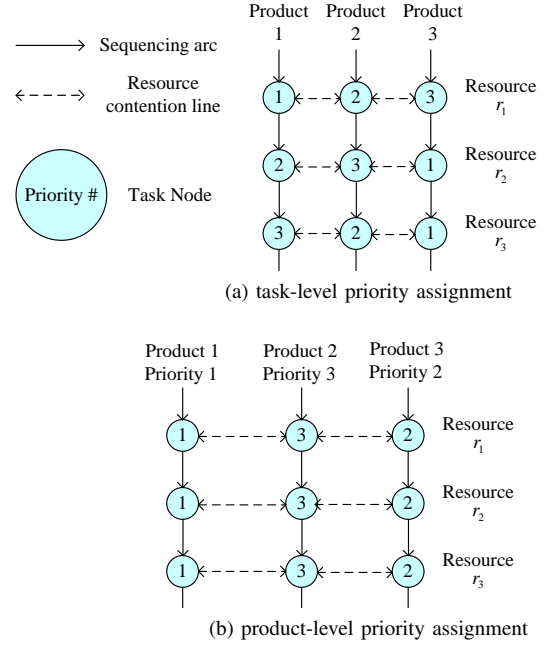 Product Product Product
1 2 3
Sequencing arc
Resource
contention line
Priority #
Task Node
1 2 3
Resource
r1
2 3 1
Resource
r2
3 2 1
Resource
r3
(a) task-level priority assignment
Product 1 Product 2 Product 3
Priority 1 Priority 3 Priority 2
1 3 2
Resource
r1
1 3 2
Resource
r2
1 3 2
Resource
r3
(b) product-level priority assignment